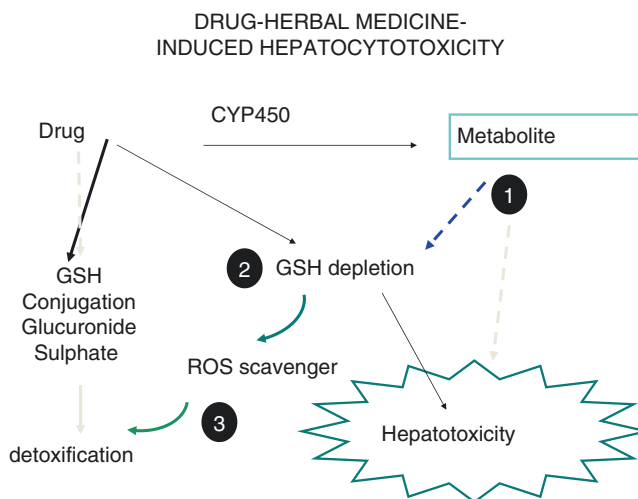 DRUG-HERBAL MEDICINE-
INDUCED HEPATOCYTOTOXICITY
CYP450
Drug
Metabolite
1
2
GSH depletion
GSH
Conjugation
Glucuronide
Sulphate
ROS scavenger
3
Hepatotoxicity
detoxification